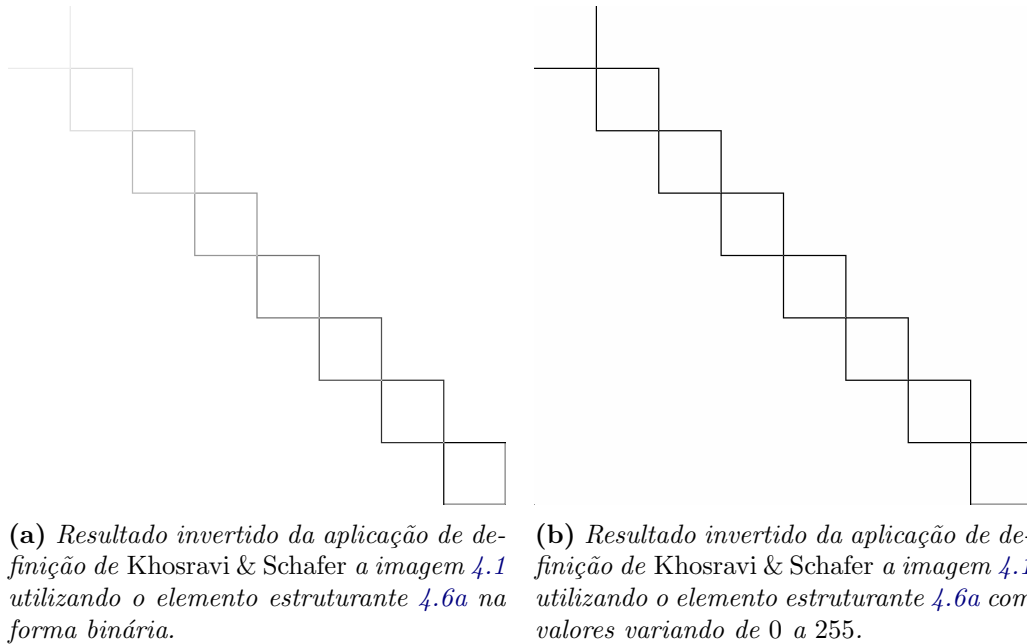 (a) Resultado invertido da aplicação de de-
finição de Khosravi & Schafer a imagem 4.1
utilizando o elemento estruturante 4.6a na
forma binária.
(b) Resultado invertido da aplicação de de-
finição de Khosravi & Schafer a imagem 4.1
utilizando o elemento estruturante 4.6a com
valores variando de 0 a 255.